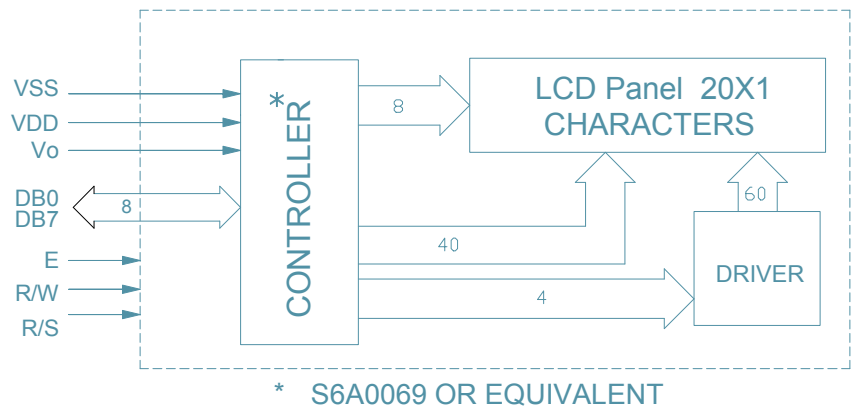 VSS
VDD
Vo
DB0
DB7
8
E
R/W
R/S
CONTROLLER *
8
40
4
LCD Panel 20X1
CHARACTERS
60
DRIVER
* S6A0069 OR EQUIVALENT